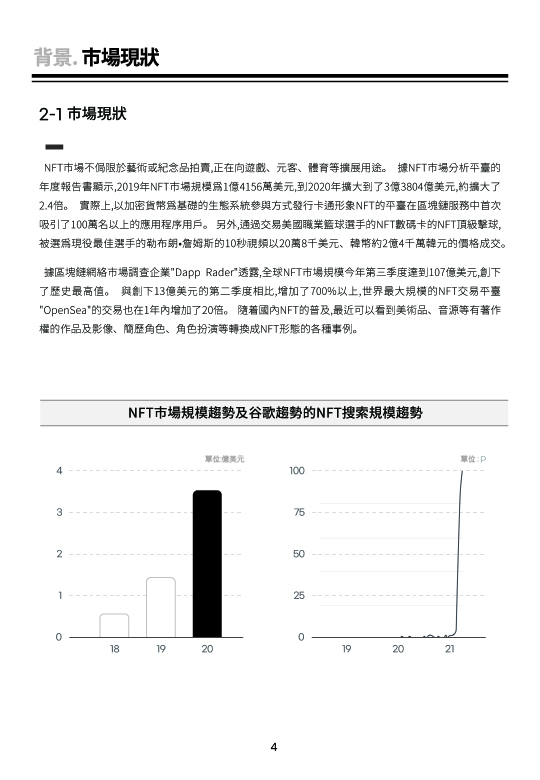 背景. 市場現狀
2-1 市場現狀
NFT市場不侷限於藝術或紀念品拍賣,正在向遊戲、元客、體育等擴展用途。 據NFT市場分析平臺的
年度報告書顯示,2019年NFT市場規模爲1億4156萬美元,到2020年擴大到了3億3804億美元,約擴大了
2.4倍。 實際上,以加密貨幣爲基礎的生態系統參與方式發行卡通形象NFT的平臺在區塊鏈服務中首次
吸引了100萬名以上的應用程序用戶。 另外,通過交易美國職業籃球選手的NFT數碼卡的NFT頂級擊球,
被選爲現役最佳選手的勒布朗•詹姆斯的10秒視頻以20萬8千美元、韓幣約2億4千萬韓元的價格成交。
據區塊鏈網絡市場調查企業"Dapp Rader"透露,全球NFT市場規模今年第三季度達到107億美元,創下
了歷史最高值。 與創下13億美元的第二季度相比,增加了700%以上,世界最大規模的NFT交易平臺
"OpenSea"的交易也在1年內增加了20倍。 隨着國內NFT的普及,最近可以看到美術品、音源等有著作
權的作品及影像、簡歷角色、角色扮演等轉換成NFT形態的各種事例。
NFT市場規模趨勢及谷歌趨勢的NFT搜索規模趨勢
單位:億美元
4
3
2
1
0
18 19 20
單位 : P
100
75
50
25
0
19 20 21
4